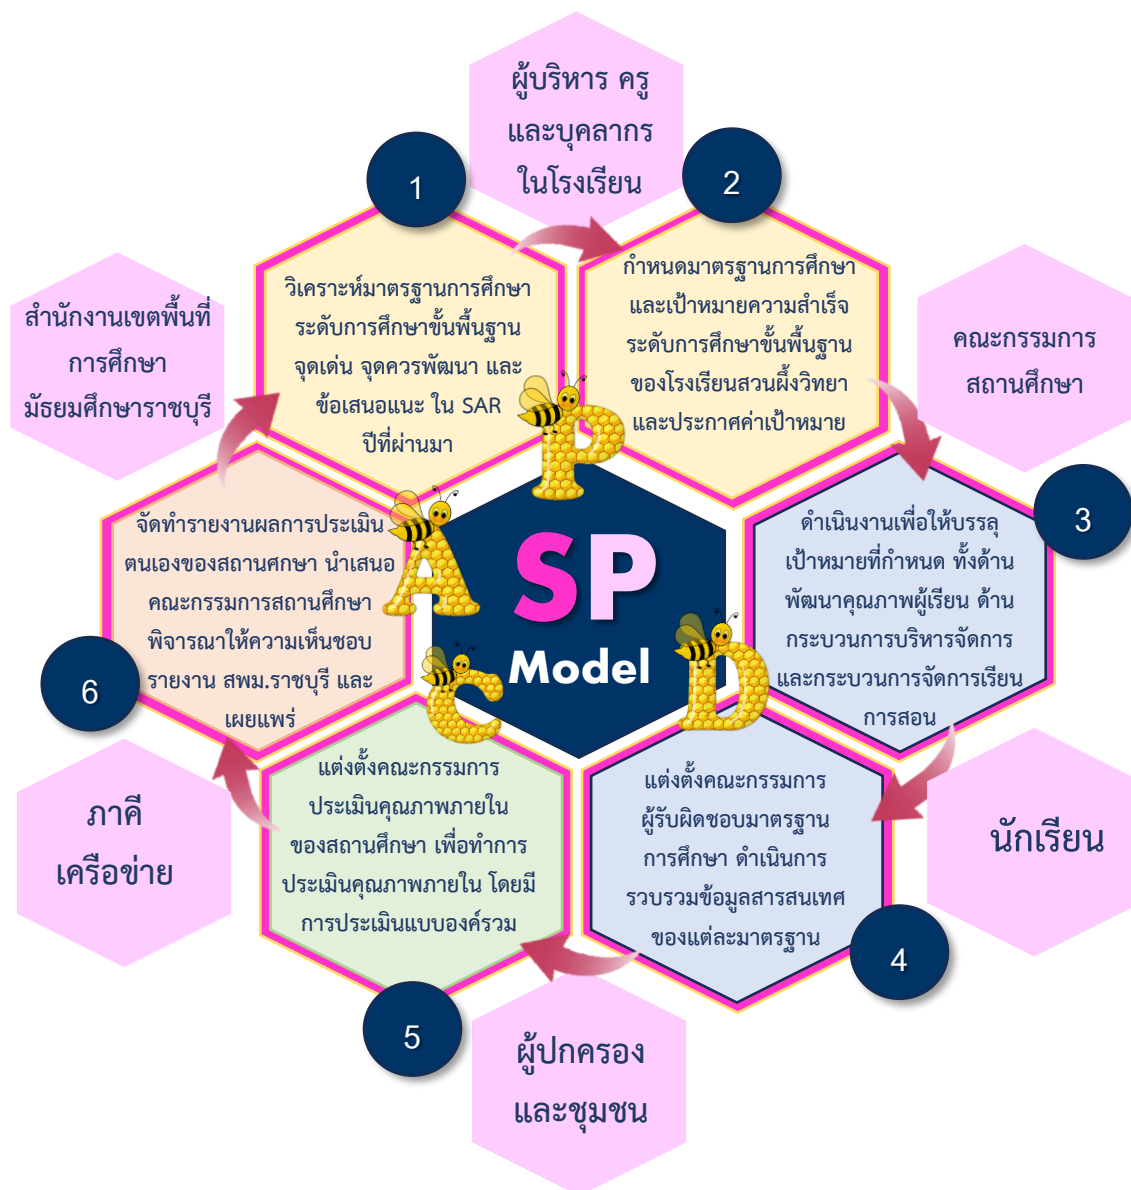 ผู้บริหาร ครู
และบุคลากร
ในโรงเรียน
1
2
วิเคราะห์มาตรฐานการศึกษา
ระดับการศึกษาขั้นพื้นฐาน
จุดเด่น จุดควรพัฒนา และ
ข้อเสนอแนะ ใน SAR
ปีที่ผ่านมา
กำหนดมาตรฐานการศึกษา
และเป้าหมายความสำเร็จ
ระดับการศึกษาขั้นพื้นฐาน
ของโรงเรียนสวนผึ้งวิทยา
และประกาศค่าเป้าหมาย
สำนักงานเขตพื้นที่
การศึกษา
มัธยมศึกษาราชบุรี
คณะกรรมการ
สถานศึกษา
P
A
SP
Model
C
D
3
ดำเนินงานเพื่อให้บรรลุ
เป้าหมายที่กำหนด ทั้งด้าน
พัฒนาคุณภาพผู้เรียน ด้าน
กระบวนการบริหารจัดการ
และกระบวนการจัดการเรียน
การสอน
จัดทำรายงานผลการประเมิน
ตนเองของสถานศกษา นำเสนอ
คณะกรรมการสถานศึกษา
พิจารณาให้ความเห็นชอบ
รายงาน สพม.ราชบุรี และ
เผยแพร่
6
แต่งตั้งคณะกรรมการ
ประเมินคุณภาพภายใน
ของสถานศึกษา เพื่อทำการ
ประเมินคุณภาพภายใน โดยมี
การประเมินแบบองค์รวม
แต่งตั้งคณะกรรมการ
ผู้รับผิดชอบมาตรฐาน
การศึกษา ดำเนินการ
รวบรวมข้อมูลสารสนเทศ
ของแต่ละมาตรฐาน
ภาคี
เครือข่าย
นักเรียน
4
5
ผู้ปกครอง
และชุมชน